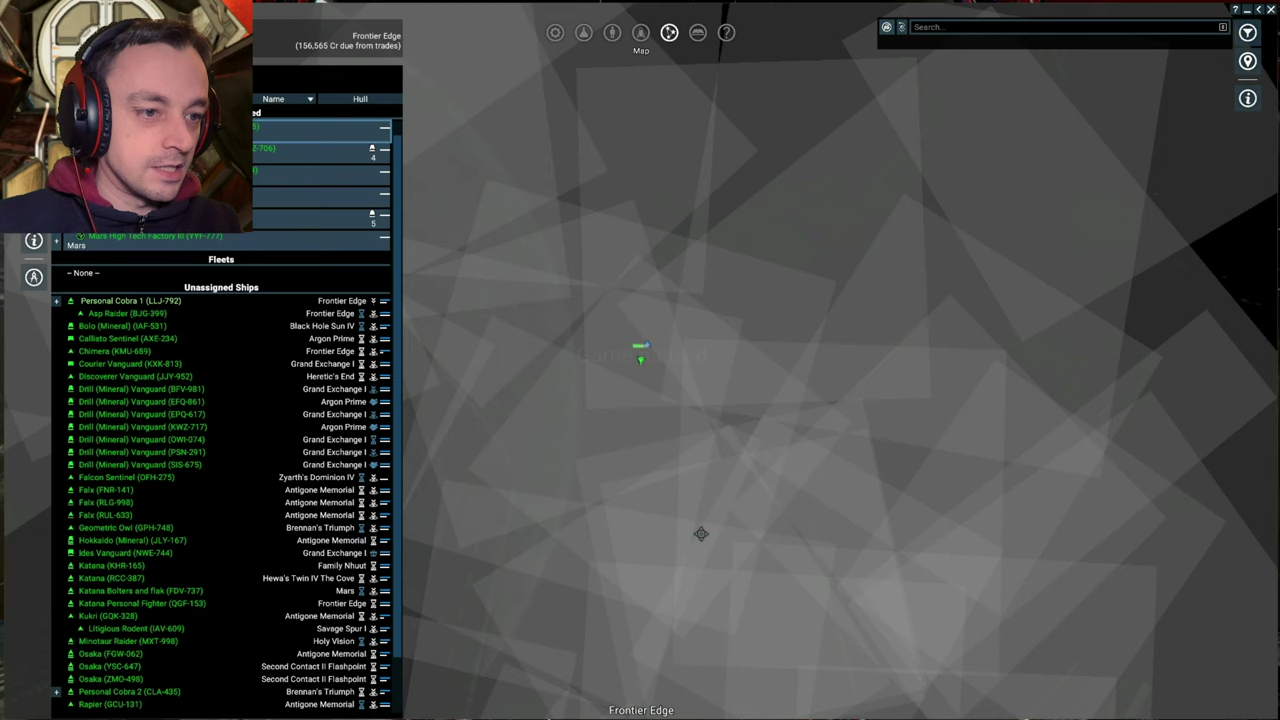 Frontier Edge
(156,565 Cr due from trades)
Map
Search...
Name
Hull
4
5
Mars High Tech Factory III (YYF-777)
Mars
Fleets
-- None --
Unassigned Ships
Personal Cobra 1 (LLJ-792) Frontier Edge
Asp Raider (BJG-399) Frontier Edge
Bolo (Mineral) (IAF-531) Black Hole Sun IV
Callisto Sentinel (AXE-234) Argon Prime
Chimera (KMU-689) Frontier Edge
Courier Vanguard (KXK-813) Grand Exchange I
Discoverer Vanguard (JJY-952) Heretic's End
Drill (Mineral) Vanguard (BFV-981) Grand Exchange I
Drill (Mineral) Vanguard (EFQ-861) Argon Prime
Drill (Mineral) Vanguard (EPQ-617) Grand Exchange I
Drill (Mineral) Vanguard (KWZ-717) Argon Prime
Drill (Mineral) Vanguard (OWI-074) Grand Exchange I
Drill (Mineral) Vanguard (PSN-291) Grand Exchange I
Drill (Mineral) Vanguard (SIS-675) Grand Exchange I
Falcon Sentinel (OFH-275) Zyarth's Dominion IV
Falx (FNR-141) Antigone Memorial
Falx (RLG-998) Antigone Memorial
Falx (RUL-633) Antigone Memorial
Geometric Owl (GPH-748) Brennan's Triumph
Hokkaido (Mineral) (JLY-167) Antigone Memorial
Ides Vanguard (NWE-744) Grand Exchange I
Katana (KHR-165) Family Nhuut
Katana (RCC-387) Hewa's Twin IV The Cove
Katana Bolters and flak (FDV-737) Mars
Katana Personal Fighter (QGF-153) Frontier Edge
Kukri (GQK-328) Antigone Memorial
Litigious Rodent (IAV-609) Savage Spur I
Minotaur Raider (MXT-998) Holy Vision
Osaka (FGW-062) Antigone Memorial
Osaka (YSC-647) Second Contact II Flashpoint
Osaka (ZMO-498) Second Contact II Flashpoint
Personal Cobra 2 (CLA-435) Brennan's Triumph
Rapier (GCU-131) Antigone Memorial
Frontier Edge